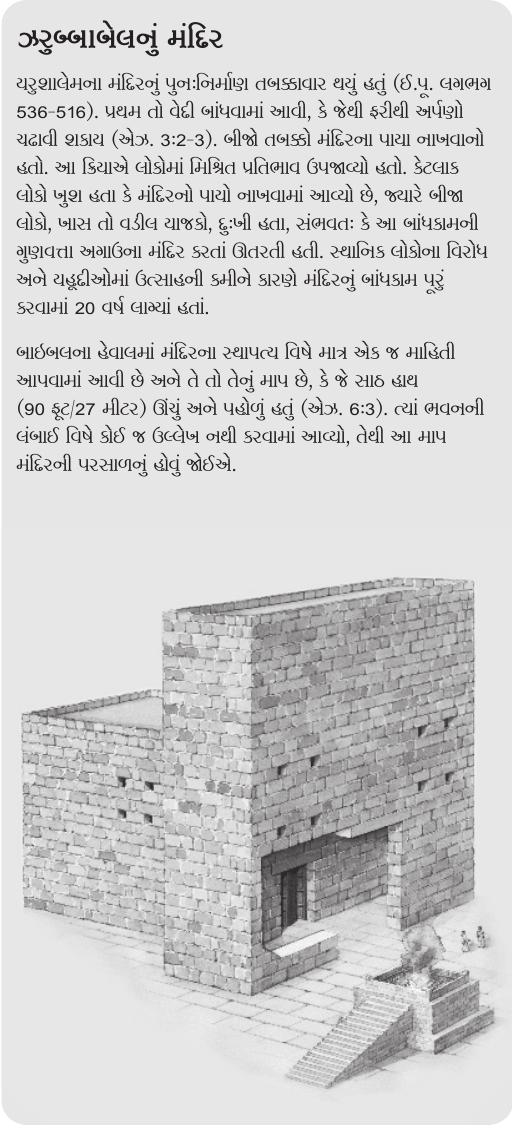 ઝરુબ્બાબેલનું મંદિર
યરુશાલેમના મંદિરનું પુનઃનિર્માણ તબક્કાવાર થયું હતું (ઈ.પૂ. લગભગ
536-516). પ્રથમ તો વેદી બાંધવામાં આવી, કે જેથી ફરીથી અર્પણો
ચઢાવી શકાય (એઝ. 3:2-3). બીજો તબક્કો મંદિરના પાયા નાખવાનો
હતો. આ ક્રિયાએ લોકોમાં મિશ્રિત પ્રતિભાવ ઉપજાવ્યો હતો. કેટલાક
લોકો ખુશ હતા કે મંદિરનો પાયો નાખવામાં આવ્યો છે, જ્યારે બીજા
લોકો, ખાસ તો વડીલ યાજકો, દુઃખી હતા, સંભવતઃ કે આ બાંધકામની
ગુણવત્તા અગાઉના મંદિર કરતાં ઊતરતી હતી. સ્થાનિક લોકોના વિરોધ
અને યહૂદીઓમાં ઉત્સાહની કમીને કારણે મંદિરનું બાંધકામ પૂરું
કરવામાં 20 વર્ષ લાગ્યાં હતાં.
બાઇબલના હેવાલમાં મંદિરના સ્થાપત્ય વિષે માત્ર એક જ માહિતી
આપવામાં આવી છે અને તે તો તેનું માપ છે, કે જે સાઠ હાથ
(90 ફૂટ/27 મીટર) ઊંચું અને પહોળું હતું (એઝ. 6:3). ત્યાં ભવનની
લંબાઈ વિષે કોઈ જ ઉલ્લેખ નથી કરવામાં આવ્યો, તેથી આ માપ
મંદિરની પરસાળનું હોવું જોઈએ.